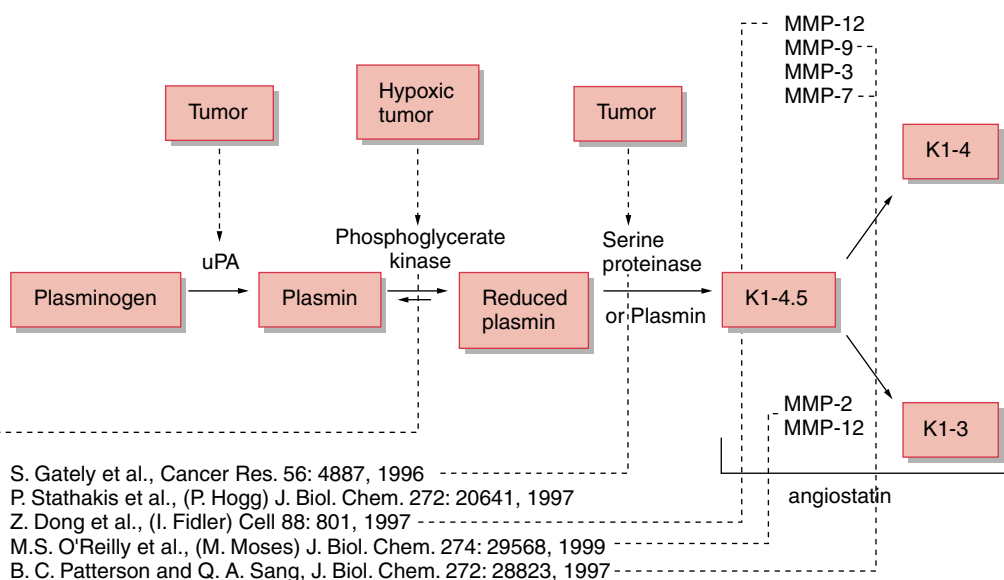 MMP-12
MMP-9
MMP-3
MMP-7
Tumor
Hypoxic
tumor
Tumor
K1-4
uPA
Phosphoglycerate
kinase
Serine
proteinase
or Plasmin
Plasminogen
Plasmin
Reduced
plasmin
K1-4.5
MMP-2
MMP-12
K1-3
angiostatin
S. Gately et al., Cancer Res. 56: 4887, 1996
P. Stathakis et al., (P. Hogg) J. Biol. Chem. 272: 20641, 1997
Z. Dong et al., (I. Fidler) Cell 88: 801, 1997
M.S. O'Reilly et al., (M. Moses) J. Biol. Chem. 274: 29568, 1999
B. C. Patterson and Q. A. Sang, J. Biol. Chem. 272: 28823, 1997